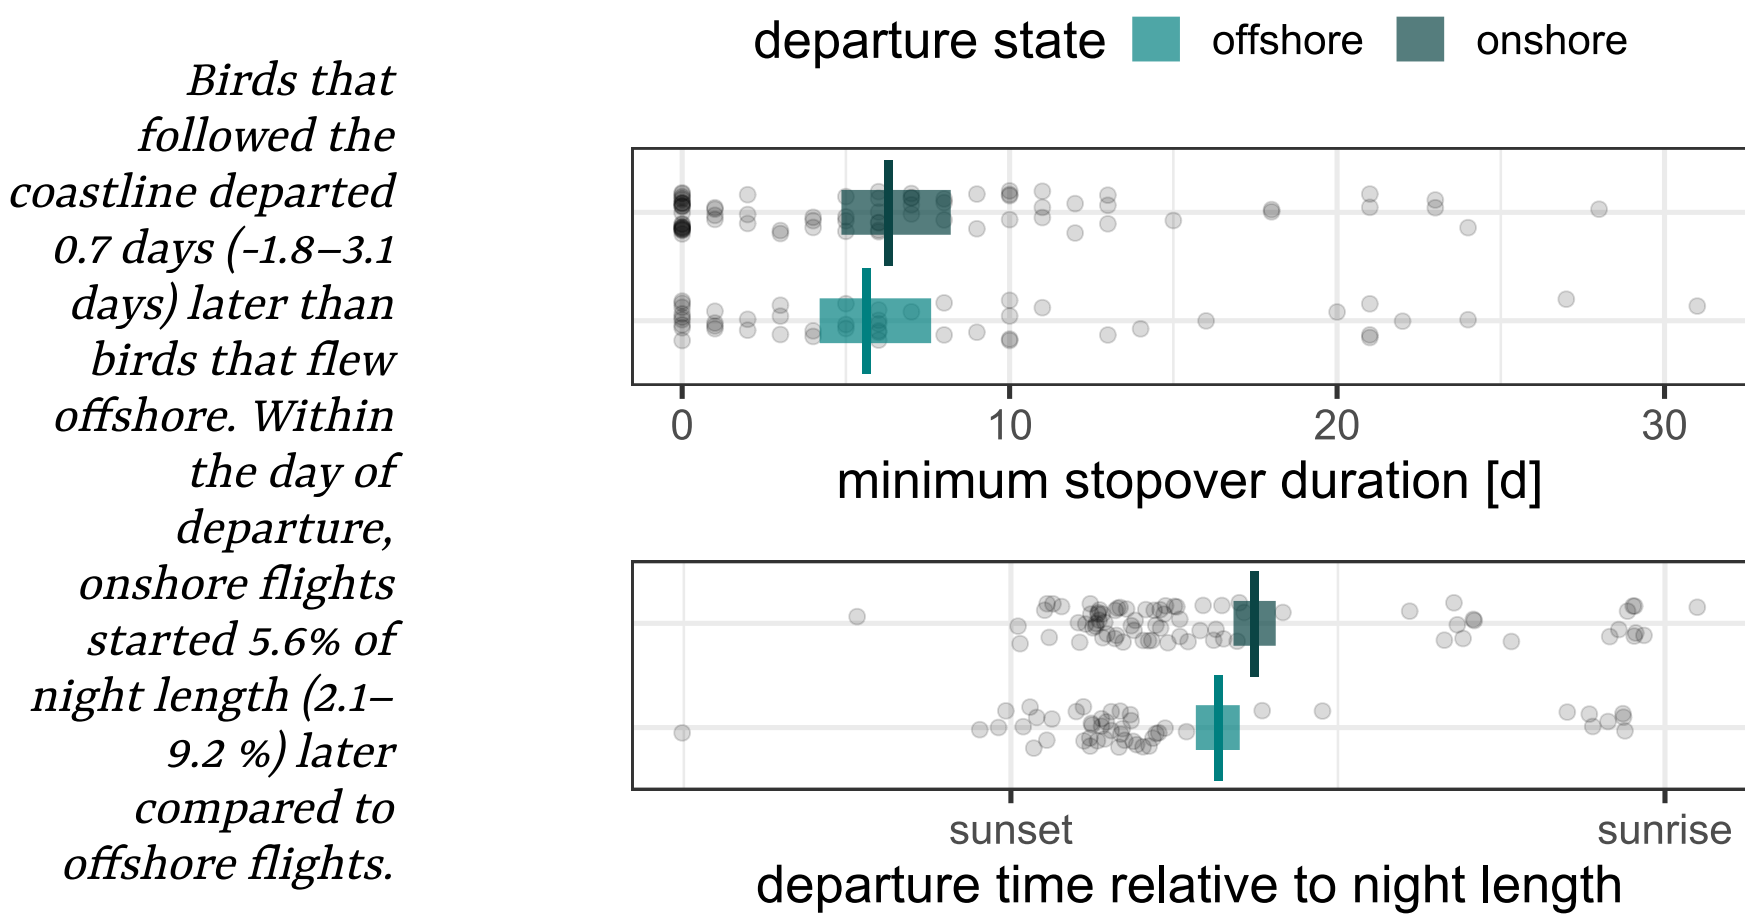 Birds that
followed the
coastline departed
0.7 days (-1.8–3.1
days) later than
birds that flew
offshore. Within
the day of
departure,
onshore flights
started 5.6% of
night length (2.1–
9.2 %) later
compared to
offshore flights.
departure state offshore onshore
0 10 20 30
minimum stopover duration [d]
sunset sunrise
departure time relative to night length